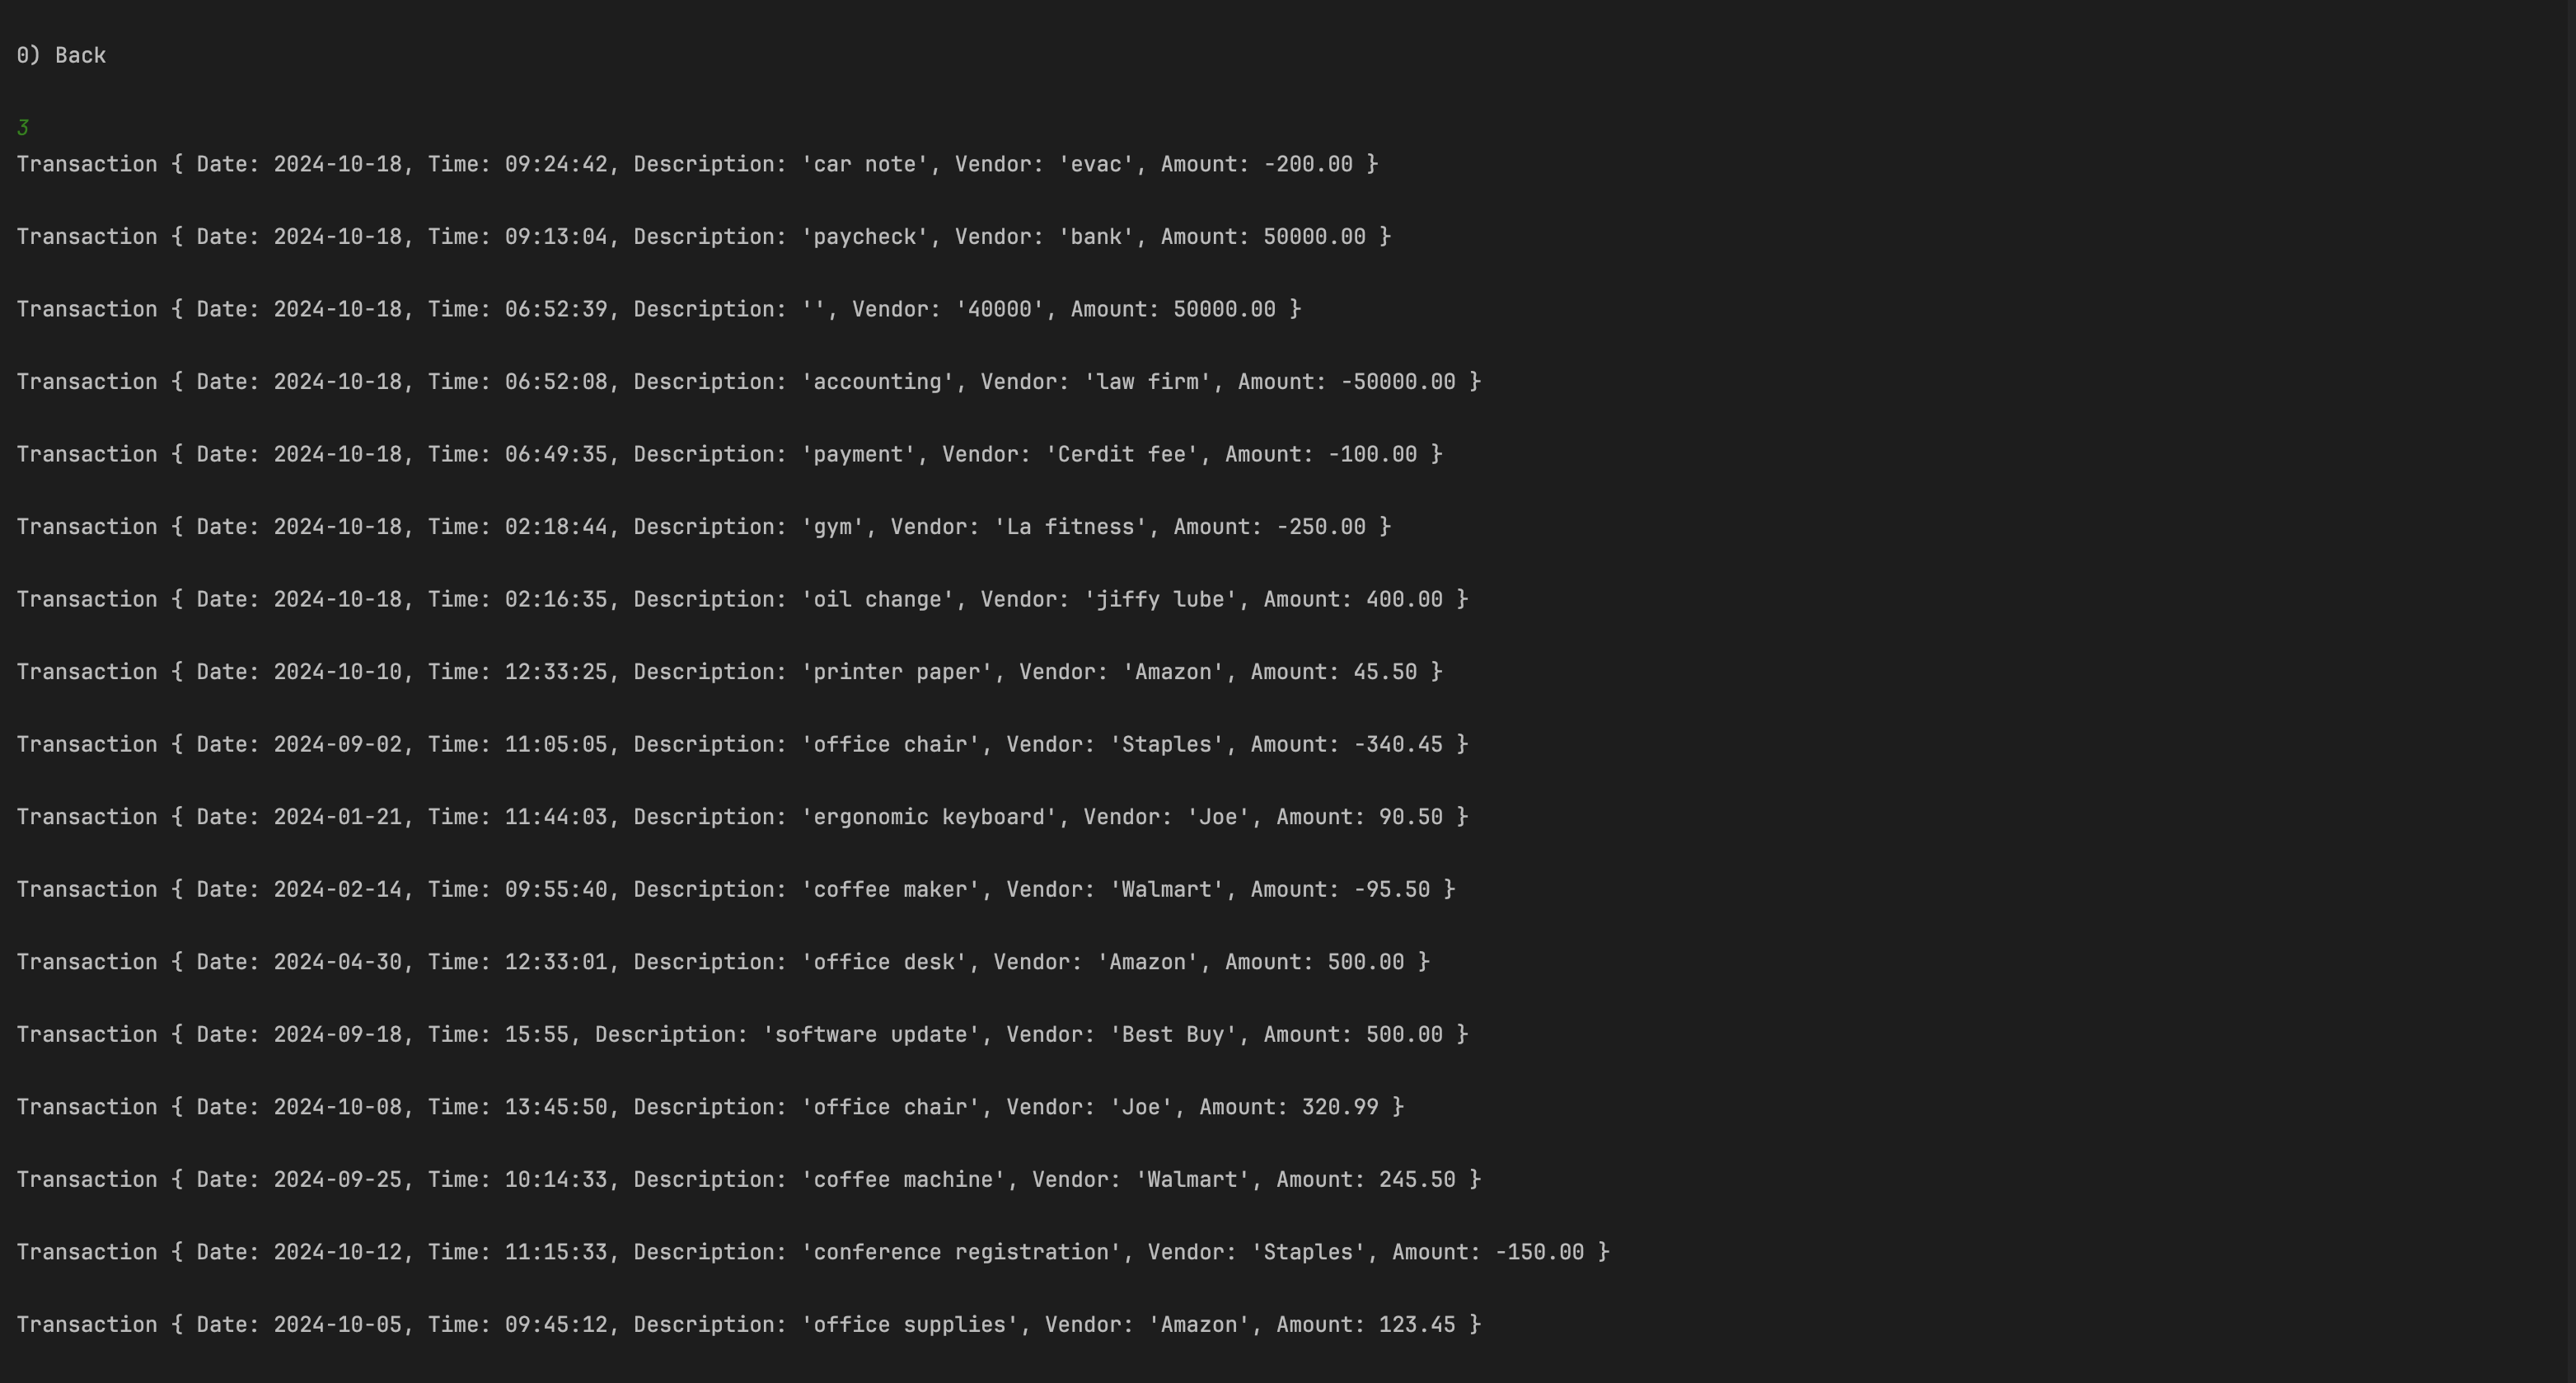 0) Back
3
Transaction { Date: 2024-10-18, Time: 09:24:42, Description: 'car note', Vendor: 'evac', Amount: -200.00 }
Transaction { Date: 2024-10-18, Time: 09:13:04, Description: 'paycheck', Vendor: 'bank', Amount: 50000.00 }
Transaction { Date: 2024-10-18, Time: 06:52:39, Description: '', Vendor: '40000', Amount: 50000.00 }
Transaction { Date: 2024-10-18, Time: 06:52:08, Description: 'accounting', Vendor: 'law firm', Amount: -50000.00 }
Transaction { Date: 2024-10-18, Time: 06:49:35, Description: 'payment', Vendor: 'Cerdit fee', Amount: -100.00 }
Transaction { Date: 2024-10-18, Time: 02:18:44, Description: 'gym', Vendor: 'La fitness', Amount: -250.00 }
Transaction { Date: 2024-10-18, Time: 02:16:35, Description: 'oil change', Vendor: 'jiffy lube', Amount: 400.00 }
Transaction { Date: 2024-10-10, Time: 12:33:25, Description: 'printer paper', Vendor: 'Amazon', Amount: 45.50 }
Transaction { Date: 2024-09-02, Time: 11:05:05, Description: 'office chair', Vendor: 'Staples', Amount: -340.45 }
Transaction { Date: 2024-01-21, Time: 11:44:03, Description: 'ergonomic keyboard', Vendor: 'Joe', Amount: 90.50 }
Transaction { Date: 2024-02-14, Time: 09:55:40, Description: 'coffee maker', Vendor: 'Walmart', Amount: -95.50 }
Transaction { Date: 2024-04-30, Time: 12:33:01, Description: 'office desk', Vendor: 'Amazon', Amount: 500.00 }
Transaction { Date: 2024-09-18, Time: 15:55, Description: 'software update', Vendor: 'Best Buy', Amount: 500.00 }
Transaction { Date: 2024-10-08, Time: 13:45:50, Description: 'office chair', Vendor: 'Joe', Amount: 320.99 }
Transaction { Date: 2024-09-25, Time: 10:14:33, Description: 'coffee machine', Vendor: 'Walmart', Amount: 245.50 }
Transaction { Date: 2024-10-12, Time: 11:15:33, Description: 'conference registration', Vendor: 'Staples', Amount: -150.00 }
Transaction { Date: 2024-10-05, Time: 09:45:12, Description: 'office supplies', Vendor: 'Amazon', Amount: 123.45 }